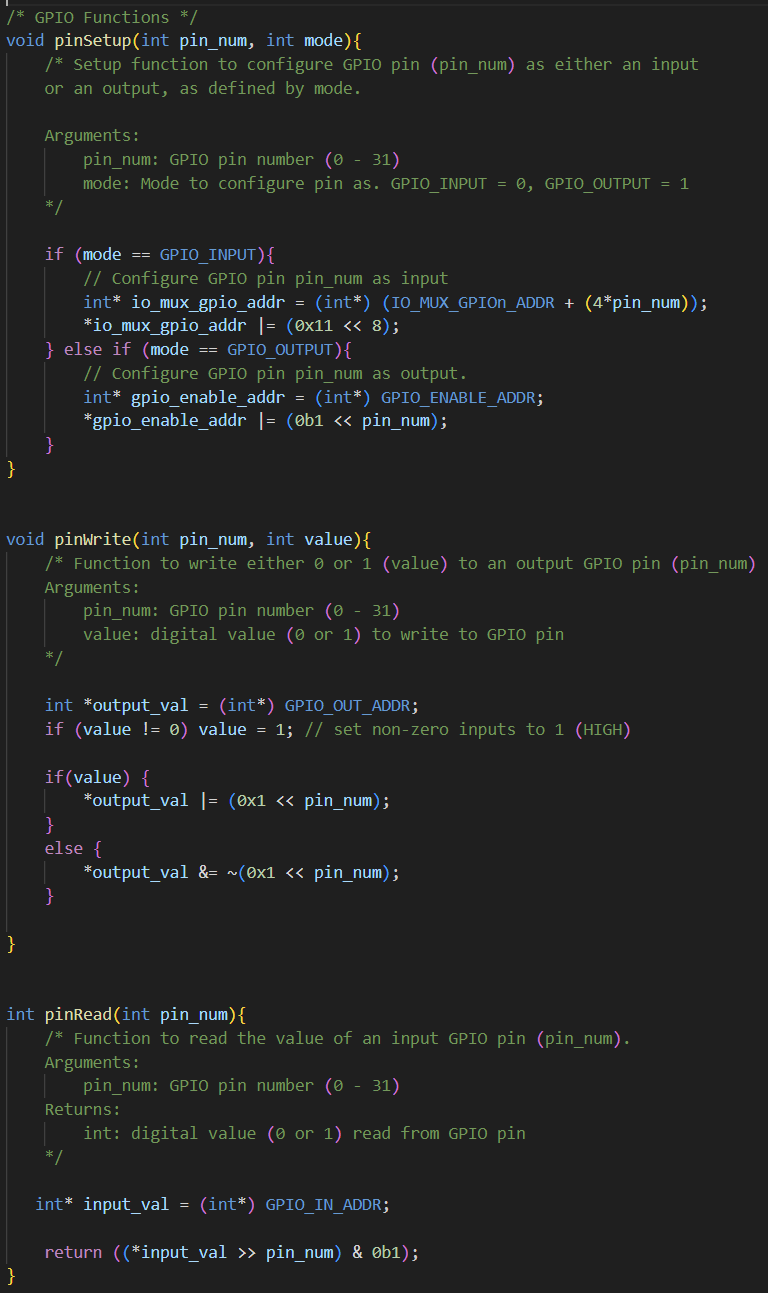 /* GPIO Functions */
void pinSetup(int pin_num, int mode){
    /* Setup function to configure GPIO pin (pin_num) as either an input
    or an output, as defined by mode.

    Arguments:
        pin_num: GPIO pin number (0 - 31)
        mode: Mode to configure pin as. GPIO_INPUT = 0, GPIO_OUTPUT = 1
    */

    if (mode == GPIO_INPUT){
        // Configure GPIO pin pin_num as input
        int* io_mux_gpio_addr = (int*) (IO_MUX_GPIOn_ADDR + (4*pin_num));
        *io_mux_gpio_addr |= (0x11 << 8);
    } else if (mode == GPIO_OUTPUT){
        // Configure GPIO pin pin_num as output.
        int* gpio_enable_addr = (int*) GPIO_ENABLE_ADDR;
        *gpio_enable_addr |= (0b1 << pin_num);
    }
}


void pinWrite(int pin_num, int value){
    /* Function to write either 0 or 1 (value) to an output GPIO pin (pin_num)
    Arguments:
        pin_num: GPIO pin number (0 - 31)
        value: digital value (0 or 1) to write to GPIO pin
    */

    int *output_val = (int*) GPIO_OUT_ADDR;
    if (value != 0) value = 1; // set non-zero inputs to 1 (HIGH)

    if(value) {
        *output_val |= (0x1 << pin_num);
    }
    else {
        *output_val &= ~(0x1 << pin_num);
    }

}


int pinRead(int pin_num){
    /* Function to read the value of an input GPIO pin (pin_num).
    Arguments:
        pin_num: GPIO pin number (0 - 31)
    Returns:
        int: digital value (0 or 1) read from GPIO pin
    */

   int* input_val = (int*) GPIO_IN_ADDR;

    return ((*input_val >> pin_num) & 0b1);
}